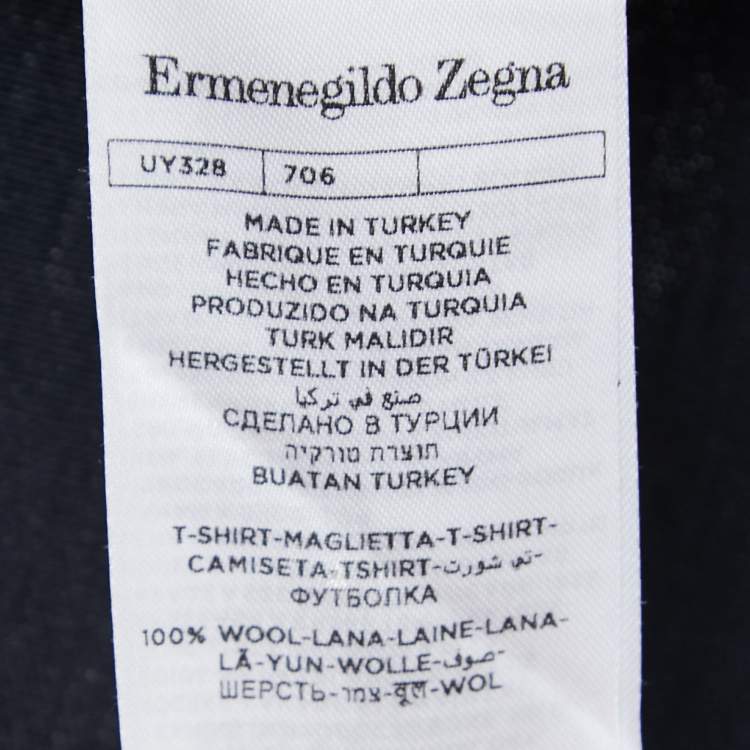 Ermenegildo Zegna
UY328 706
MADE IN TURKEY
FABRIQUE EN TURQUIE
HECHO EN TURQUIA
PRODUZIDO NA TURQUIA
TURK MALIDIR
HERGESTELLT IN DER TÜRKEI
صنع في تركيا
СДЕЛАНО В ТУРЦИИ
תוצרת טורקיה
BUATAN TURKEY
T-SHIRT-MAGLIETTA-T-SHIRT-
CAMISETA-TSHIRT-تي شورت-
ФУТБОЛКА
100% WOOL-LANA-LAINE-LANA-
LÃ-YUN-WOLLE-صوف-
ШЕРСТЬ-צמר-वूल-WOL